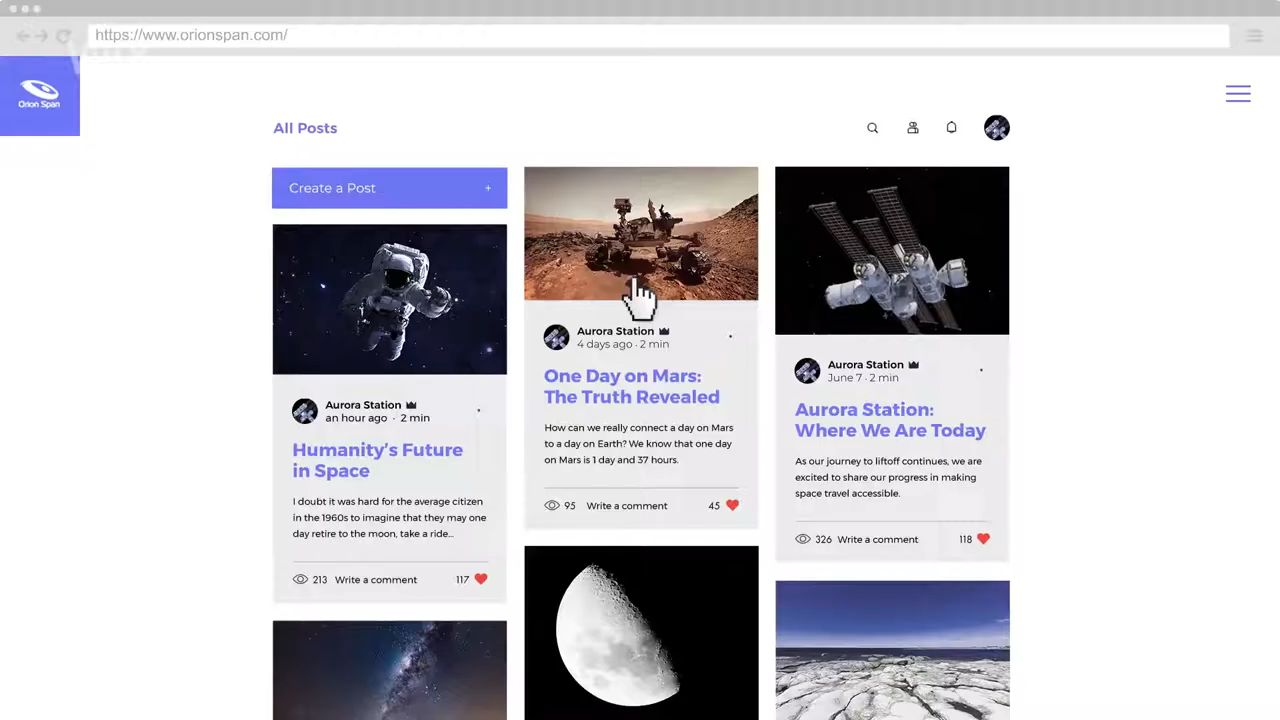 https://www.orionspan.com/
Orion Span
All Posts
Create a Post +
Aurora Station
an hour ago · 2 min
Humanity’s Future
in Space
I doubt it was hard for the average citizen
in the 1960s to imagine that they may one
day retire to the moon, take a ride...
213 Write a comment 117
Aurora Station
4 days ago · 2 min
One Day on Mars:
The Truth Revealed
How can we really connect a day on Mars
to a day on Earth? We know that one day
on Mars is 1 day and 37 hours.
95 Write a comment 45
Aurora Station
June 7 · 2 min
Aurora Station:
Where We Are Today
As our journey to liftoff continues, we are
excited to share our progress in making
space travel accessible.
326 Write a comment 118